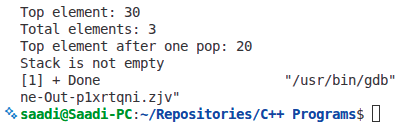 Top element: 30
Total elements: 3
Top element after one pop: 20
Stack is not empty
[1] + Done                       "/usr/bin/gdb"
ne-Out-p1xrtqni.zjv"
saadi@Saadi-PC:~/Repositories/C++ Programs$